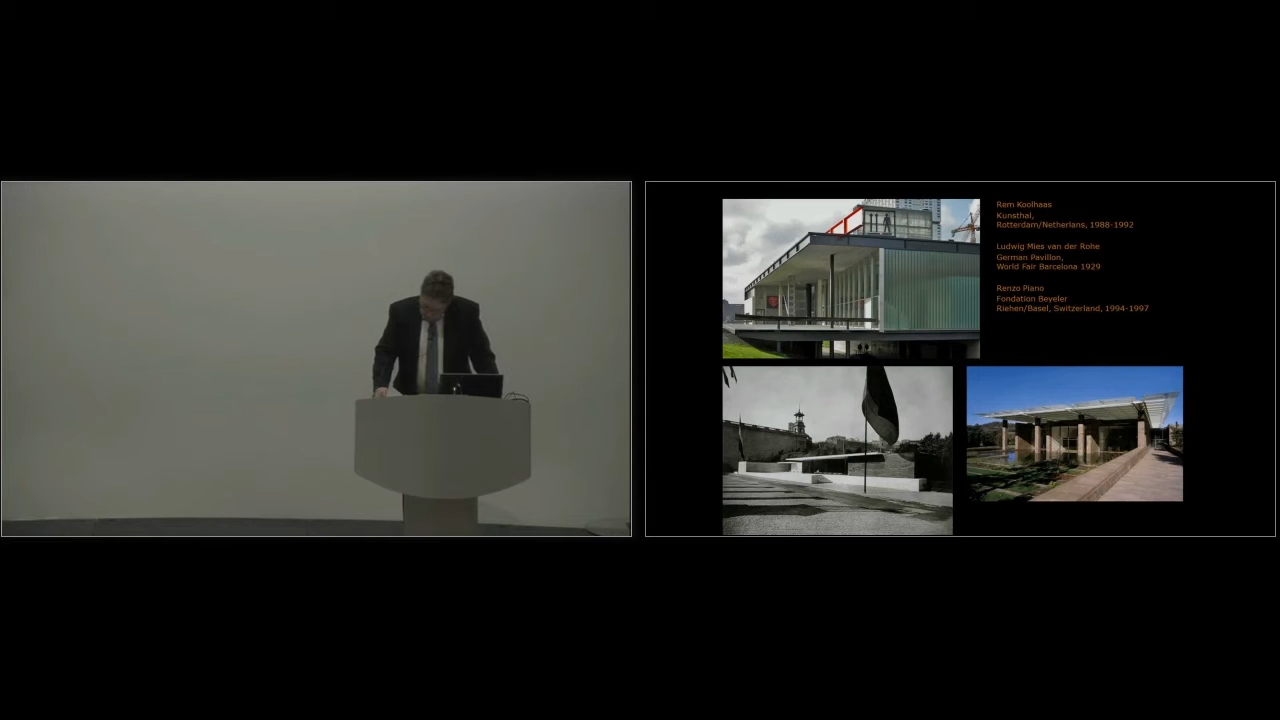 Rem Koolhaas
Kunsthal,
Rotterdam/Netherlans, 1988-1992
Ludwig Mies van der Rohe
German Pavillon,
World Fair Barcelona 1929
Renzo Piano
Fondation Beyeler
Riehen/Basel, Switzerland, 1994-1997